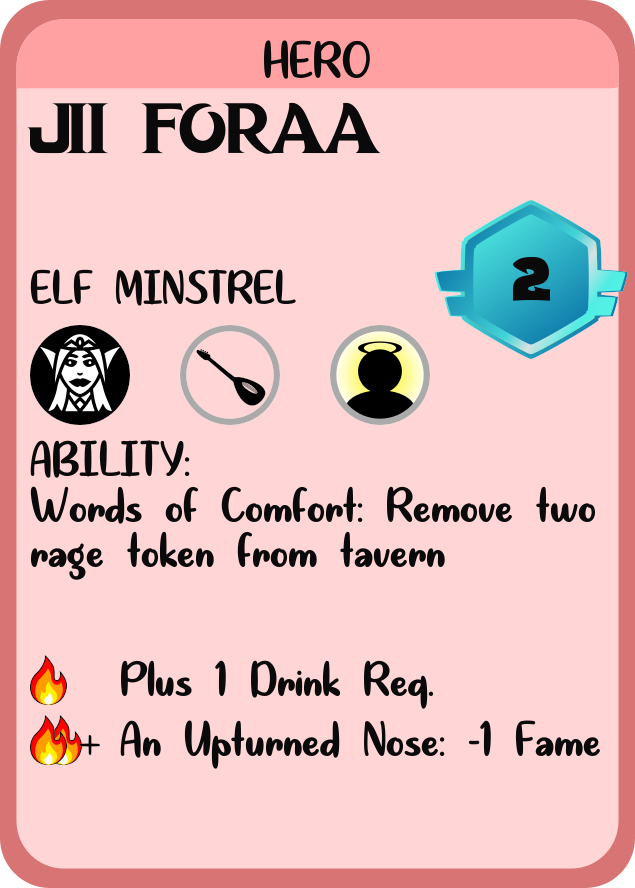 HERO
JII FORAA
2
ELF MINSTREL
ABILITY:
Words of Comfort: Remove two
rage token from tavern
Plus 1 Drink Req.
+ An Upturned Nose: -1 Fame